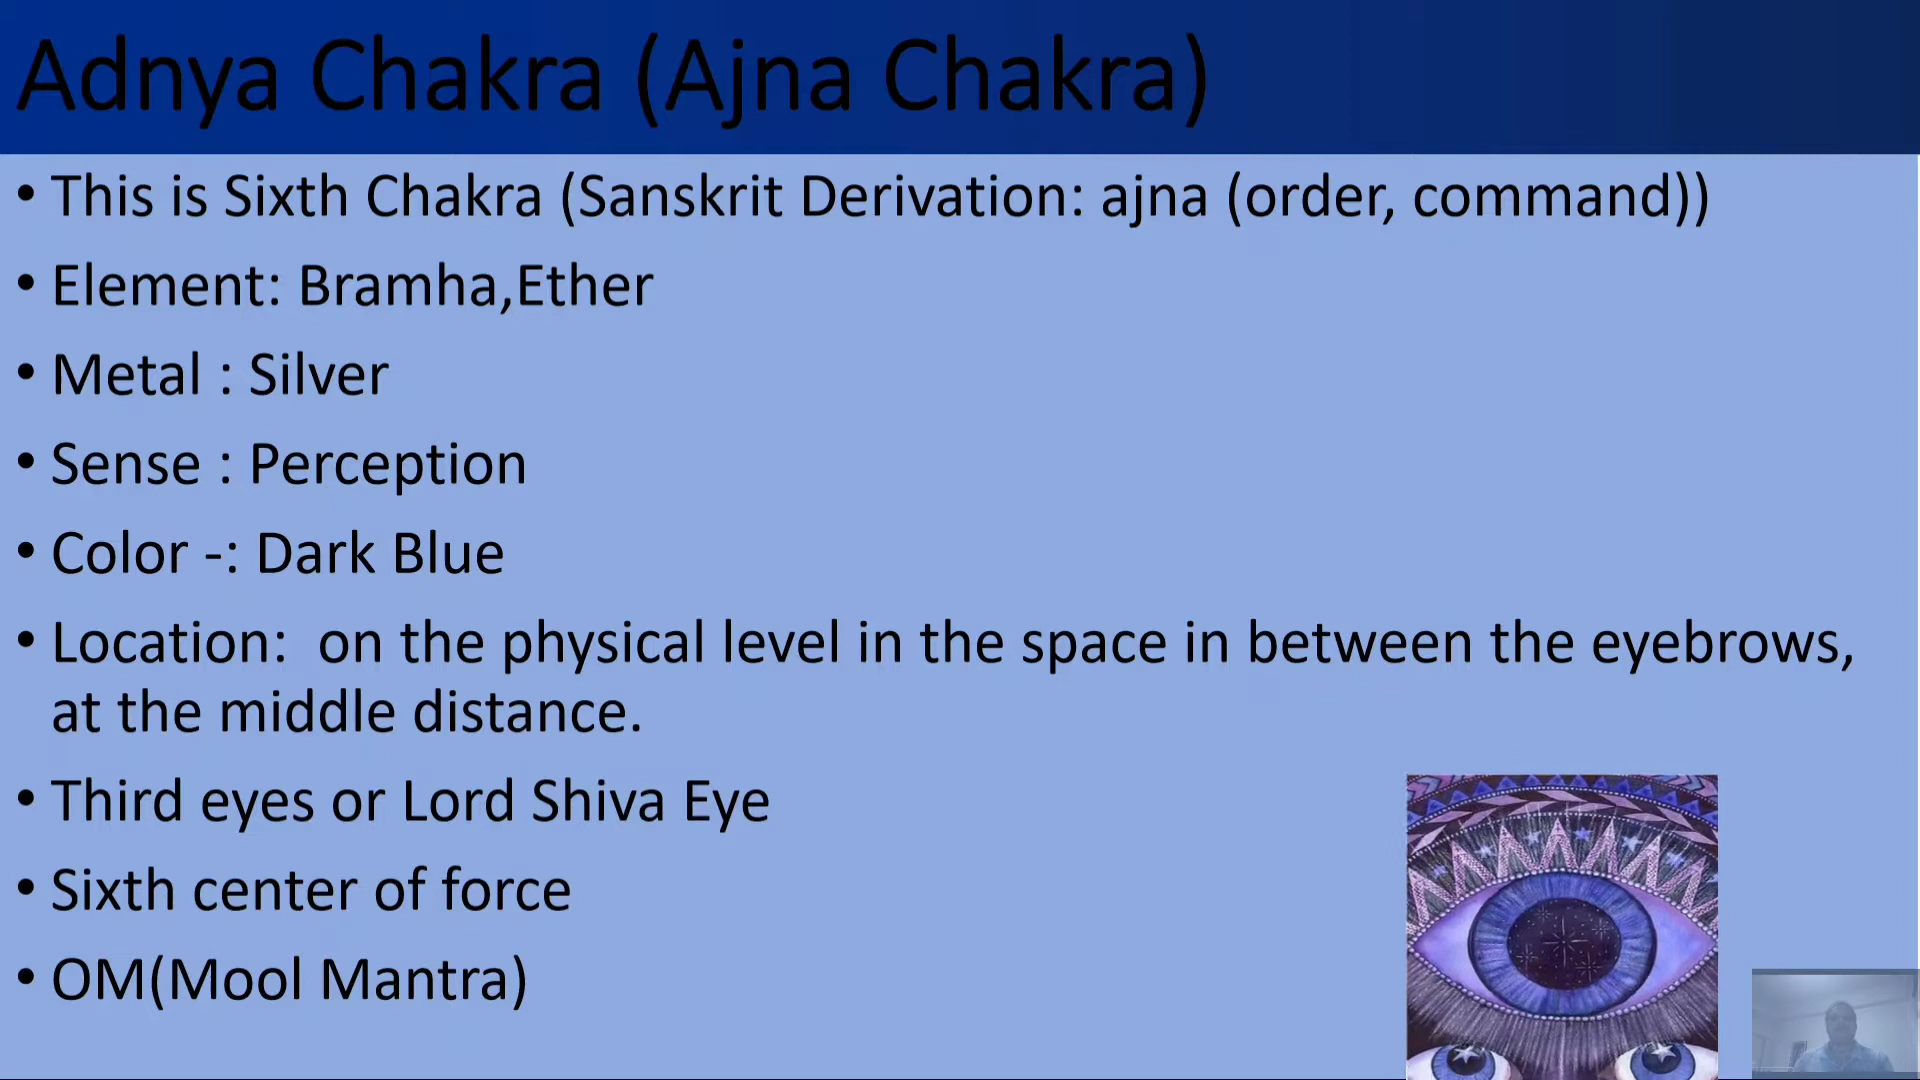 Adnya Chakra (Ajna Chakra)
• This is Sixth Chakra (Sanskrit Derivation: ajna (order, command))
• Element: Bramha,Ether
• Metal : Silver
• Sense : Perception
• Color -: Dark Blue
• Location:  on the physical level in the space in between the eyebrows,
at the middle distance.
• Third eyes or Lord Shiva Eye
• Sixth center of force
• OM(Mool Mantra)